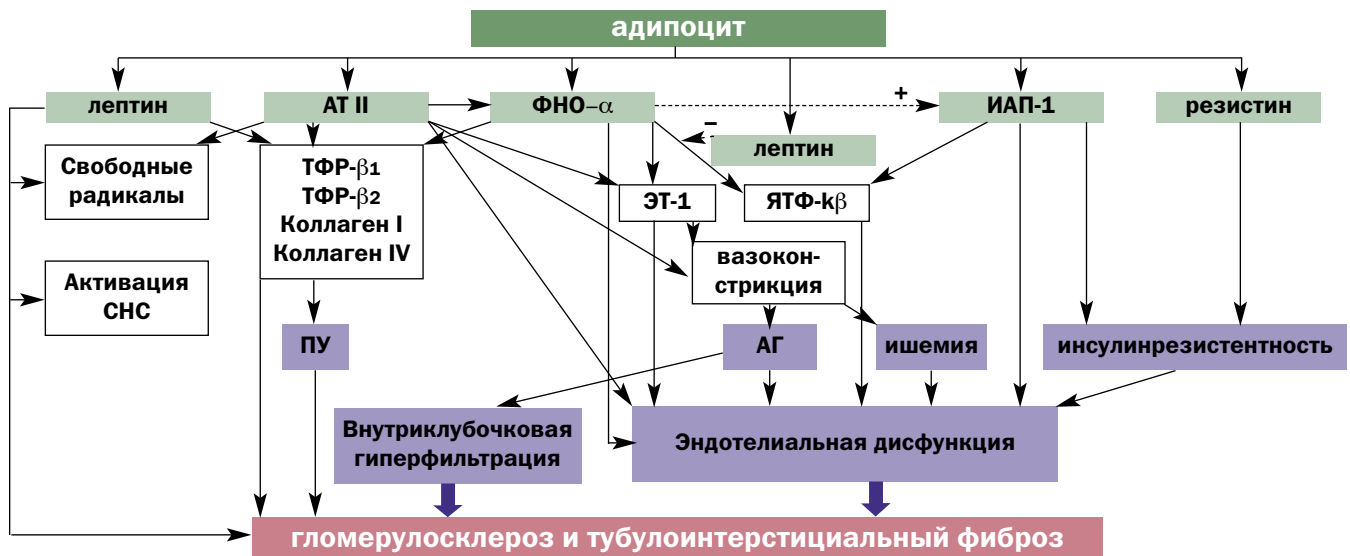 адипоцит
лептин
АТ II
ФНО–α
+
ИАП-1
резистин
–
лептин
Свободные
радикалы
ТФР-β1
ТФР-β2
Коллаген I
Коллаген IV
ЭТ-1
ЯТФ-kβ
вазокон-
стрикция
Активация
СНС
ПУ
АГ
ишемия
инсулинрезистентность
Внутриклубочковая
гиперфильтрация
Эндотелиальная дисфункция
гломерулосклероз и тубулоинтерстициальный фиброз